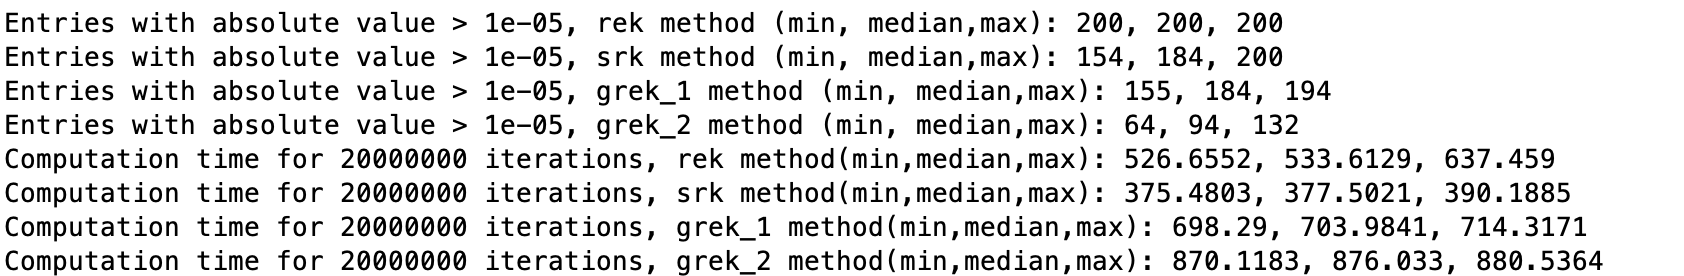 Entries with absolute value > 1e-05, rek method (min, median,max): 200, 200, 200
Entries with absolute value > 1e-05, srk method (min, median,max): 154, 184, 200
Entries with absolute value > 1e-05, grek_1 method (min, median,max): 155, 184, 194
Entries with absolute value > 1e-05, grek_2 method (min, median,max): 64, 94, 132
Computation time for 20000000 iterations, rek method(min,median,max): 526.6552, 533.6129, 637.459
Computation time for 20000000 iterations, srk method(min,median,max): 375.4803, 377.5021, 390.1885
Computation time for 20000000 iterations, grek_1 method(min,median,max): 698.29, 703.9841, 714.3171
Computation time for 20000000 iterations, grek_2 method(min,median,max): 870.1183, 876.033, 880.5364